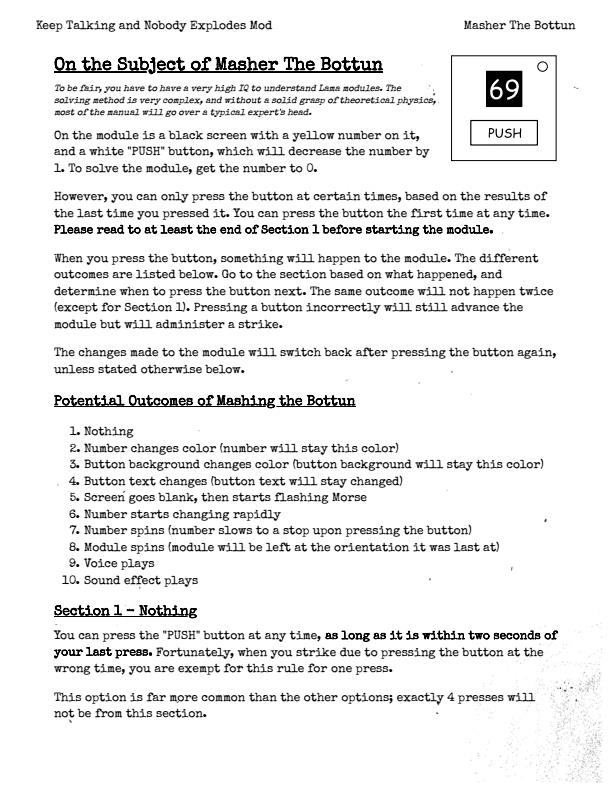 Keep Talking and Nobody Explodes Mod
Masher The Bottun
On the Subject of Masher The Bottun
To be fair, you have to have a very high IQ to understand Lama modules. The
solving method is very complex, and without a solid grasp of theoretical physics,
most of the manual will go over a typical expert's head.
69
PUSH
On the module is a black screen with a yellow number on it,
and a white "PUSH" button, which will decrease the number by
1. To solve the module, get the number to 0.
However, you can only press the button at certain times, based on the results of
the last time you pressed it. You can press the button the first time at any time.
Please read to at least the end of Section 1 before starting the module.
When you press the button, something will happen to the module. The different
outcomes are listed below. Go to the section based on what happened, and
determine when to press the button next. The same outcome will not happen twice
(except for Section 1). Pressing a button incorrectly will still advance the
module but will administer a strike.
The changes made to the module will switch back after pressing the button again,
unless stated otherwise below.
Potential Outcomes of Mashing the Bottun
1. Nothing
2. Number changes color (number will stay this color)
3. Button background changes color (button background will stay this color)
4. Button text changes (button text will stay changed)
5. Screen goes blank, then starts flashing Morse
6. Number starts changing rapidly
7. Number spins (number slows to a stop upon pressing the button)
8. Module spins (module will be left at the orientation it was last at)
9. Voice plays
10. Sound effect plays
Section 1 – Nothing
You can press the "PUSH" button at any time, as long as it is within two seconds of
your last press. Fortunately, when you strike due to pressing the button at the
wrong time, you are exempt for this rule for one press.
This option is far more common than the other options; exactly 4 presses will
not be from this section.